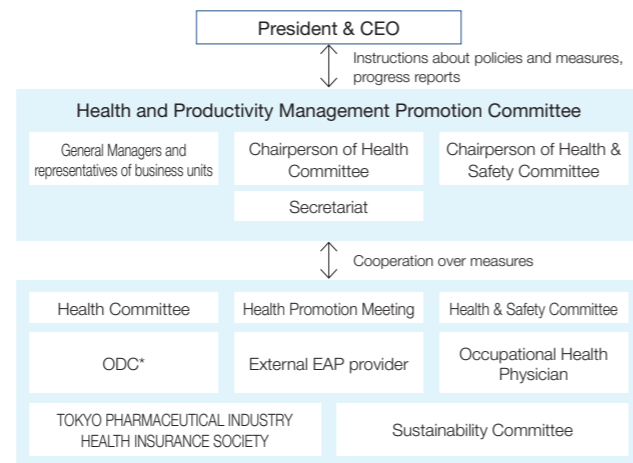 President & CEO
Instructions about policies and measures,
progress reports
Health and Productivity Management Promotion Committee
General Managers and
representatives of business units
Chairperson of Health
Committee
Chairperson of Health &
Safety Committee
Secretariat
Cooperation over measures
Health Committee
Health Promotion Meeting
Health & Safety Committee
ODC*
External EAP provider
Occupational Health
Physician
TOKYO PHARMACEUTICAL INDUSTRY
HEALTH INSURANCE SOCIETY
Sustainability Committee